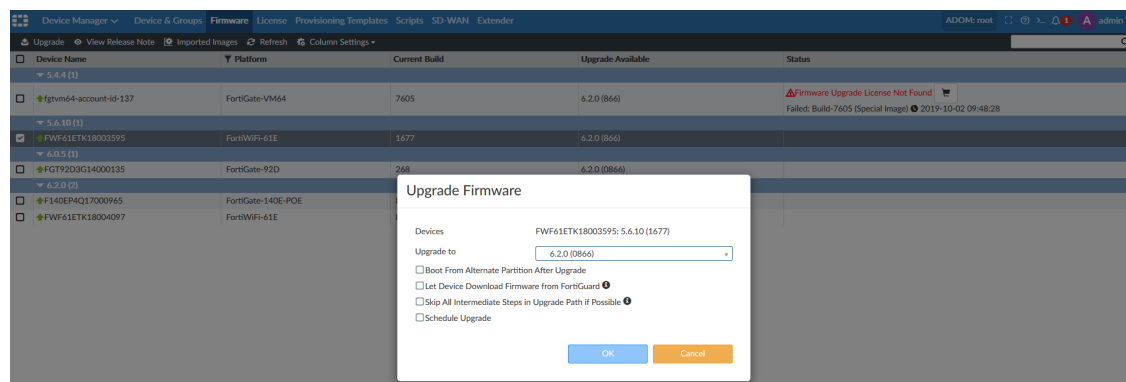 Device Manager Device & Groups Firmware License Provisioning Templates Scripts SD-WAN Extender ADOM: root 1 A admin
Upgrade View Release Note Imported Images Refresh Column Settings
Device Name Platform Current Build Upgrade Available Status
5.4.4 (1)
fgtvm64-account-id-137 FortiGate-VM64 7605 6.2.0 (866) Firmware Upgrade License Not Found
Failed: Build-7605 (Special Image) 2019-10-02 09:48:28
5.6.10 (1)
FWF61ETK18003595 FortiWiFi-61E 1677 6.2.0 (866)
6.0.5 (1)
FGT92D3G14000135 FortiGate-92D 268 6.2.0 (0866)
6.2.0 (2)
F140EP4Q17000965 FortiGate-140E-POE
FWF61ETK18004097 FortiWiFi-61E
Upgrade Firmware
Devices FWF61ETK18003595: 5.6.10 (1677)
Upgrade to 6.2.0 (0866)
Boot From Alternate Partition After Upgrade
Let Device Download Firmware from FortiGuard
Skip All Intermediate Steps in Upgrade Path if Possible
Schedule Upgrade
OK Cancel